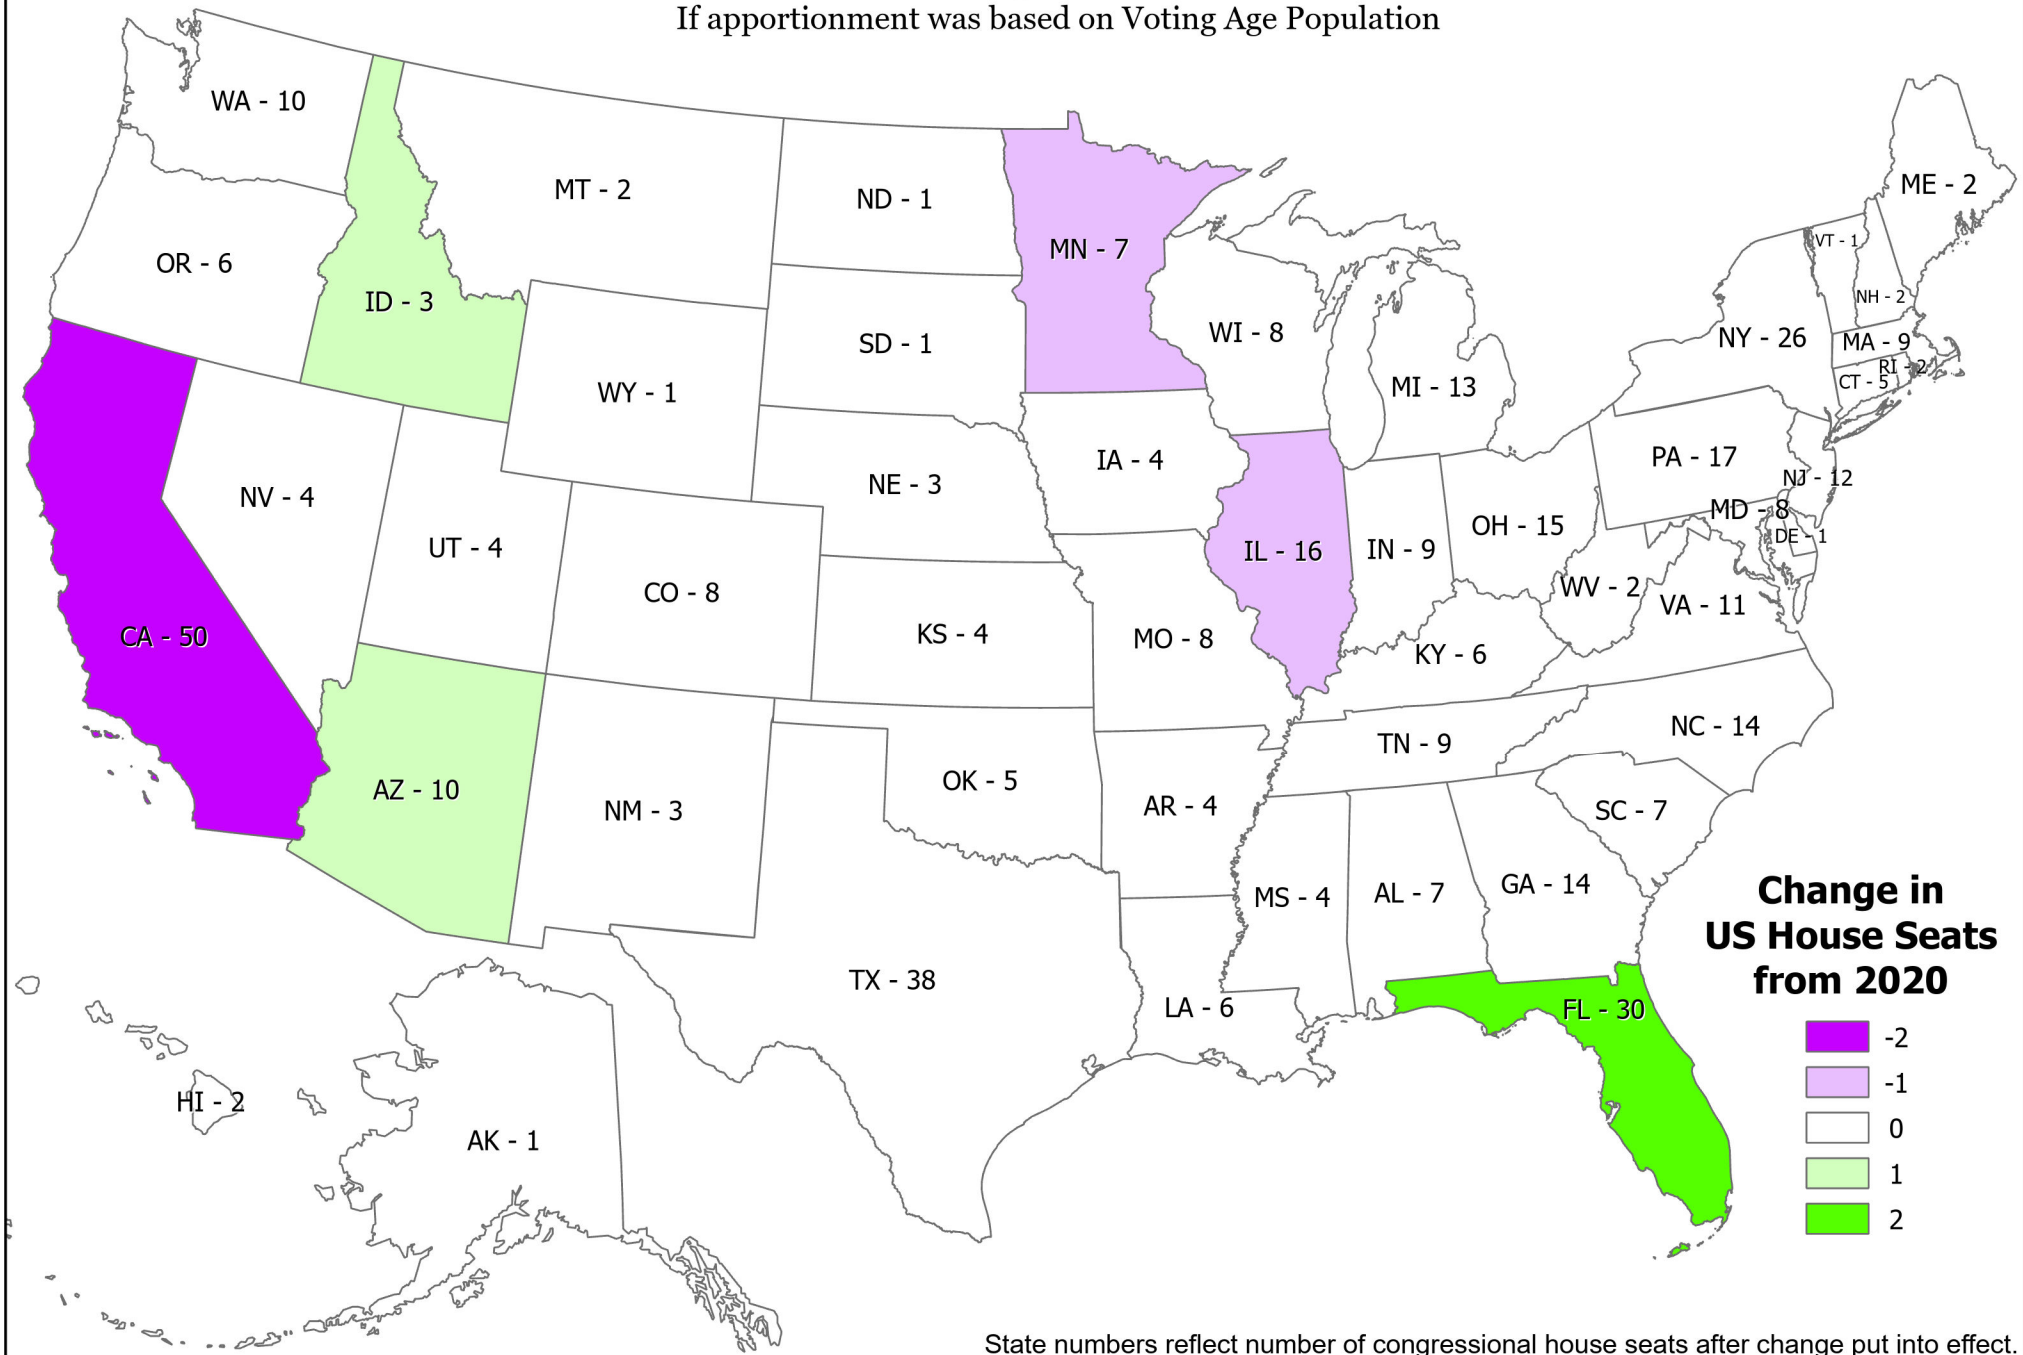 If apportionment was based on Voting Age Population
WA - 10
MT - 2
ND - 1
MN - 7
ME - 2
VT - 1
OR - 6
ID - 3
NH - 2
WI - 8
NY - 26
MA - 9
SD - 1
RI - 2
CT - 5
WY - 1
MI - 13
IA - 4
PA - 17
NJ - 12
NV - 4
NE - 3
MD - 8
OH - 15
DE - 1
UT - 4
IL - 16
IN - 9
CO - 8
WV - 2
VA - 11
CA - 50
KS - 4
MO - 8
KY - 6
NC - 14
TN - 9
AZ - 10
OK - 5
NM - 3
AR - 4
SC - 7
MS - 4
AL - 7
GA - 14
TX - 38
LA - 6
FL - 30
HI - 2
AK - 1
Change in
US House Seats
from 2020
-2
-1
0
1
2
State numbers reflect number of congressional house seats after change put into effect.